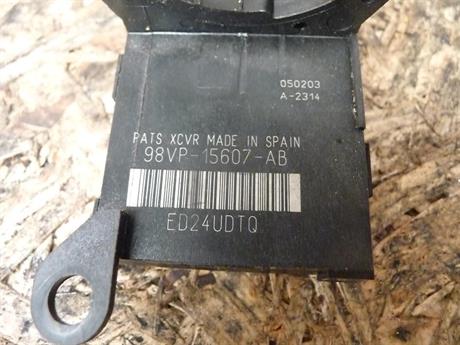 050203
A-2314
PATS XCVR MADE IN SPAIN
98VP-15607-AB
ED24UDTQ